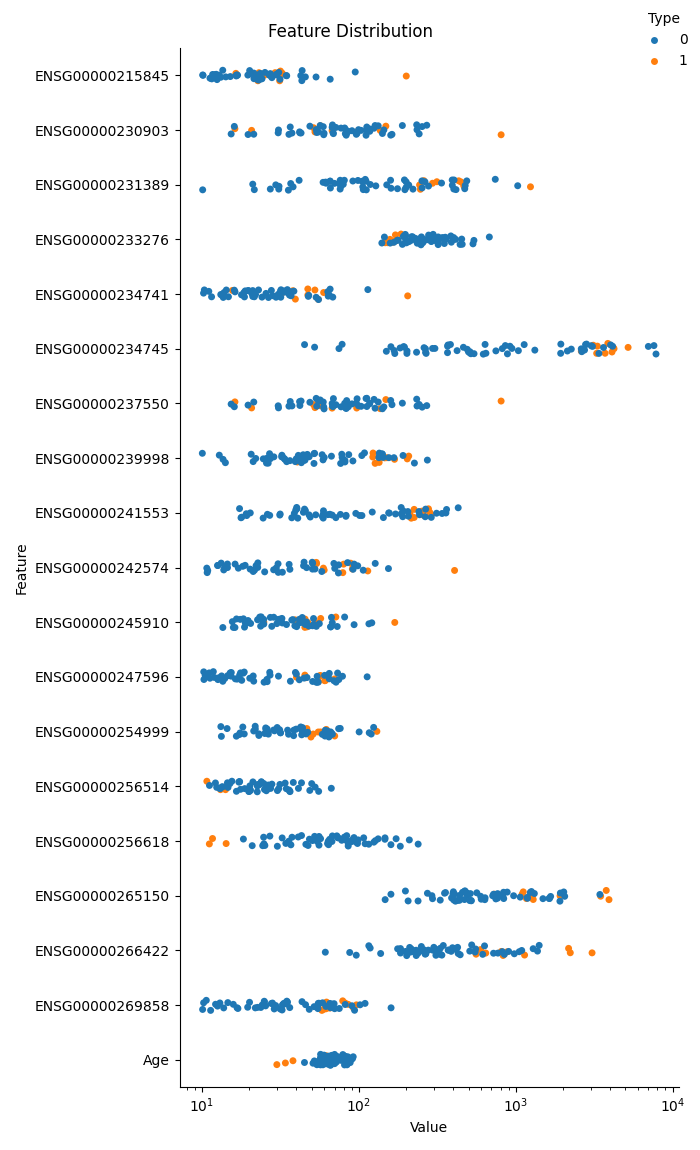 Feature Distribution
Type
0
1
ENSG00000215845
ENSG00000230903
ENSG00000231389
ENSG00000233276
ENSG00000234741
ENSG00000234745
ENSG00000237550
ENSG00000239998
ENSG00000241553
ENSG00000242574
ENSG00000245910
ENSG00000247596
ENSG00000254999
ENSG00000256514
ENSG00000256618
ENSG00000265150
ENSG00000266422
ENSG00000269858
Age
Feature
10¹ 10² 10³ 10⁴
Value